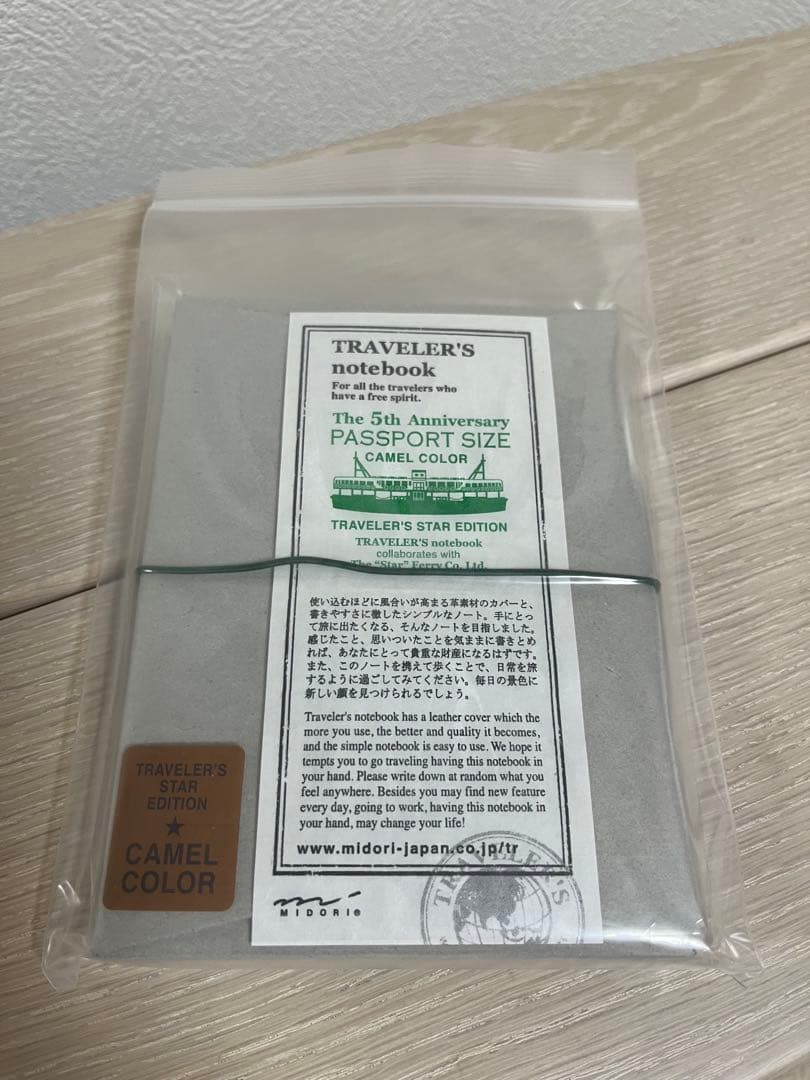 TRAVELER'S
notebook
For all the travelers who
have a free spirit.
The 5th Anniversary
PASSPORT SIZE
CAMEL COLOR
TRAVELER'S STAR EDITION
TRAVELER'S notebook
collaborates with
The "Star" Ferry Co. Ltd.
使い込むほどに風合いが高まる革素材のカバーと、
書きやすさに徹したシンプルなノート。手にとっ
て旅に出たくなる、そんなノートを目指しました。
感じたこと、思いついたことを気ままに書きとめ
れば、あなたにとって貴重な財産になるはずです。
また、このノートを携えて歩くことで、日常を旅
するように過ごしてみてください。毎日の景色に
新しい顔を見つけられるでしょう。
Traveler's notebook has a leather cover which the
more you use, the better and quality it becomes,
and the simple notebook is easy to use. We hope it
tempts you to go traveling having this notebook in
your hand. Please write down at random what you
feel anywhere. Besides you may find new feature
every day, going to work, having this notebook in
your hand, may change your life!
www.midori-japan.co.jp/tr
MIDORI®
TRAVELER'S
TRAVELER'S
STAR
EDITION
★
CAMEL
COLOR